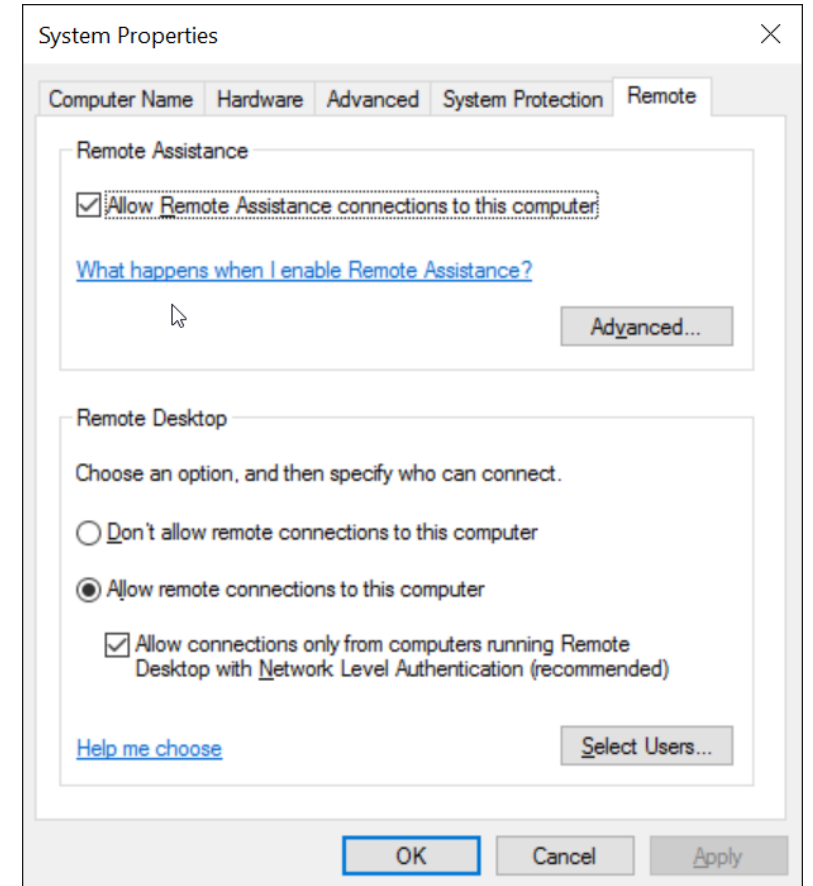 System Properties
Computer Name Hardware Advanced System Protection Remote
Remote Assistance
Allow Remote Assistance connections to this computer
What happens when I enable Remote Assistance?
Advanced...
Remote Desktop
Choose an option, and then specify who can connect.
Don't allow remote connections to this computer
Allow remote connections to this computer
Allow connections only from computers running Remote
Desktop with Network Level Authentication (recommended)
Help me choose
Select Users...
OK Cancel Apply